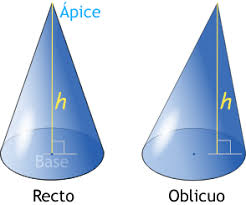 Ápice
h
h
Base
Recto
Oblicuo